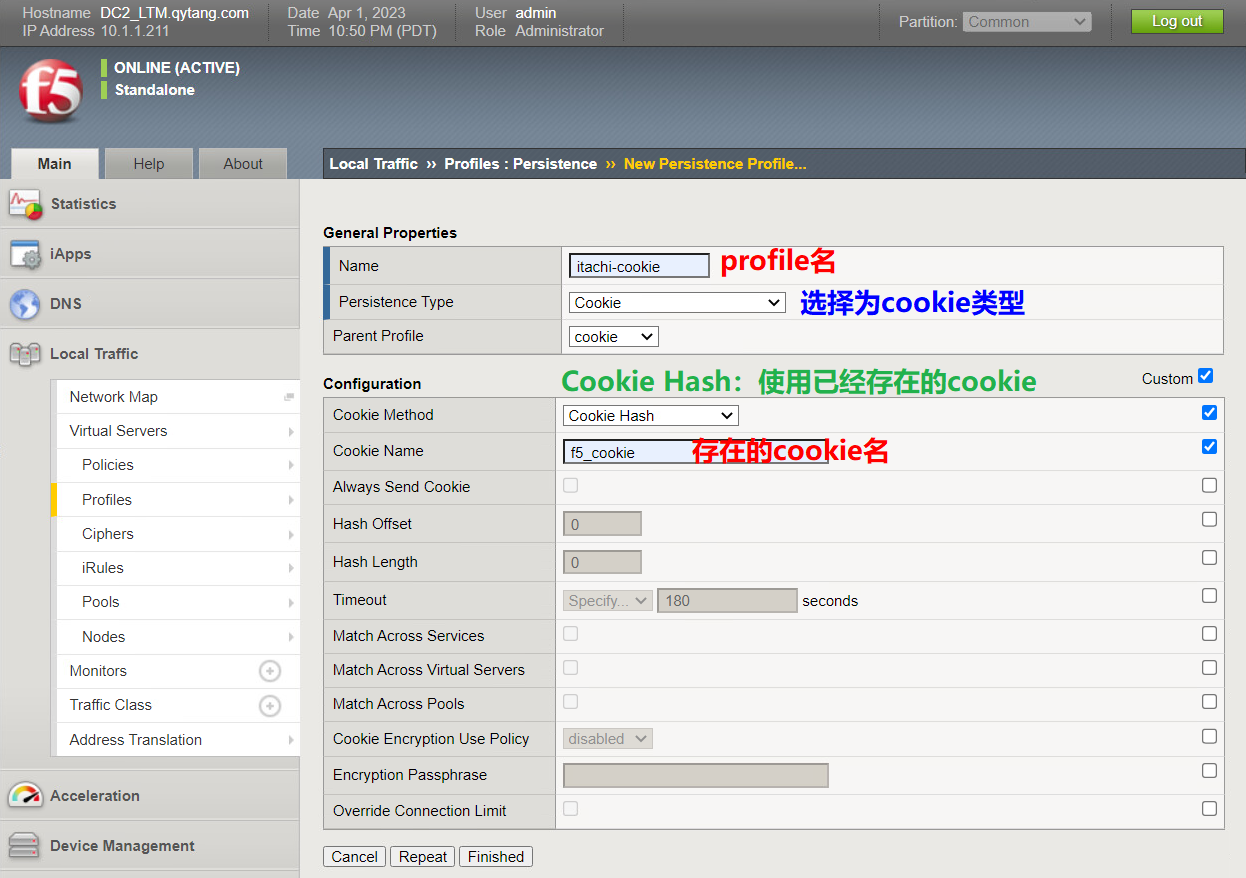 Hostname DC2_LTM.qytang.com Date Apr 1, 2023 User admin
IP Address 10.1.1.211 Time 10:50 PM (PDT) Role Administrator
Partition: Common Log out
f5
ONLINE (ACTIVE)
Standalone
Main Help About
Local Traffic ›› Profiles : Persistence ›› New Persistence Profile...
Statistics
iApps
DNS
Local Traffic
Network Map
Virtual Servers
Policies
Profiles
Ciphers
iRules
Pools
Nodes
Monitors
Traffic Class
Address Translation
Acceleration
Device Management
General Properties
Name itachi-cookie profile名
Persistence Type Cookie 选择为cookie类型
Parent Profile cookie
Configuration Cookie Hash：使用已经存在的cookie Custom
Cookie Method Cookie Hash
Cookie Name f5_cookie 存在的cookie名
Always Send Cookie
Hash Offset 0
Hash Length 0
Timeout Specify... 180 seconds
Match Across Services
Match Across Virtual Servers
Match Across Pools
Cookie Encryption Use Policy disabled
Encryption Passphrase
Override Connection Limit
Cancel Repeat Finished